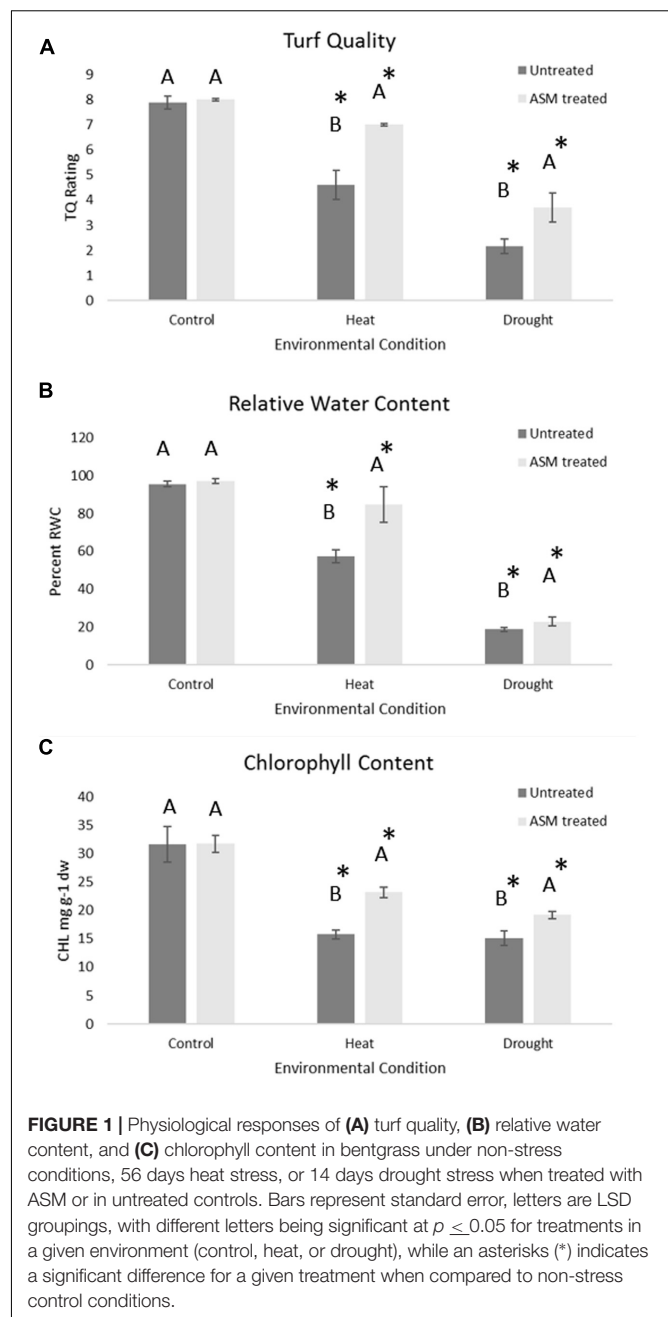 A
Turf Quality
Untreated
ASM treated
9
8
7
6
5
4
3
2
1
0
TQ Rating
A A
*
B
A*
*
B
A*
Control Heat Drought
Environmental Condition
B
Relative Water Content
Untreated
ASM treated
120
100
80
60
40
20
0
Percent RWC
A A
*
B
A*
B*
A*
Control Heat Drought
Environmental Condition
C
Chlorophyll Content
Untreated
ASM treated
40
35
30
25
20
15
10
5
0
CHL mg g-1 dw
A A
B*
A*
B*
A*
Control Heat Drought
Environmental Condition
FIGURE 1 | Physiological responses of (A) turf quality, (B) relative water
content, and (C) chlorophyll content in bentgrass under non-stress
conditions, 56 days heat stress, or 14 days drought stress when treated with
ASM or in untreated controls. Bars represent standard error, letters are LSD
groupings, with different letters being significant at p ≤ 0.05 for treatments in
a given environment (control, heat, or drought), while an asterisks (*) indicates
a significant difference for a given treatment when compared to non-stress
control conditions.